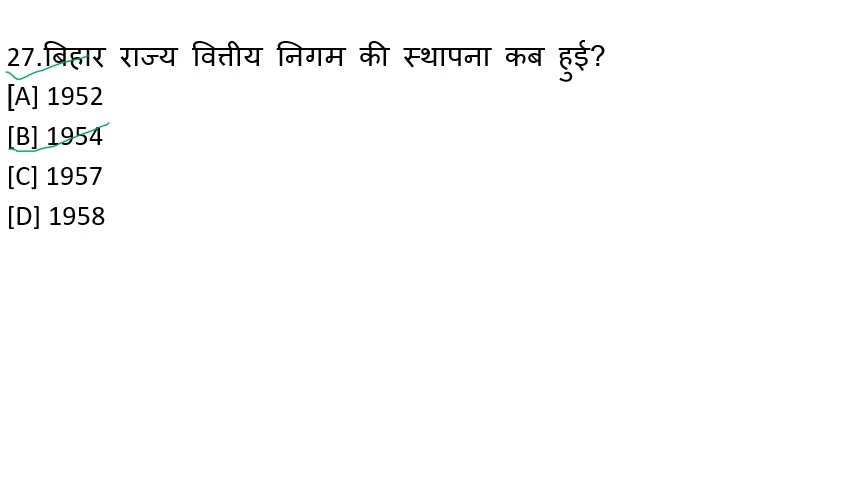 27.बिहार राज्य वित्तीय निगम की स्थापना कब हुई?
[A] 1952
[B] 1954
[C] 1957
[D] 1958